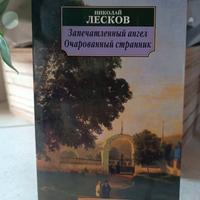 НИКОЛАЙ
ЛЕСКОВ
Запечатленный ангел
Очарованный странник